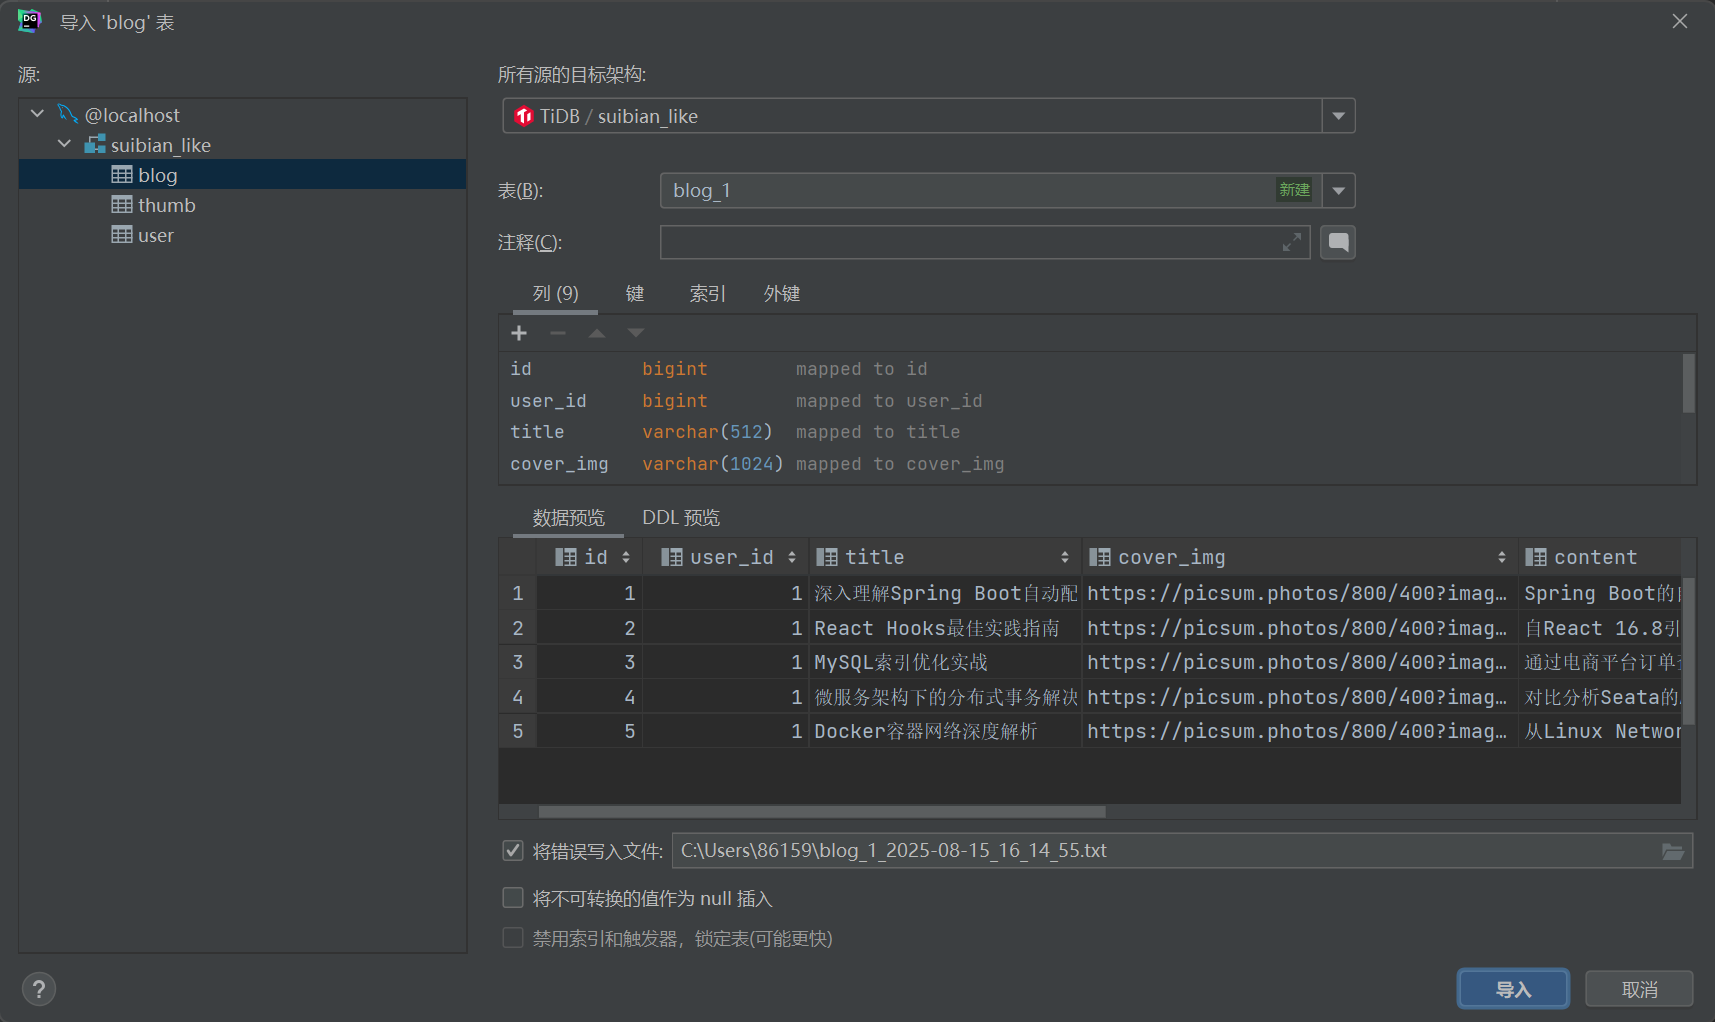 导入 'blog' 表
源:
@localhost
suibian_like
blog
thumb
user
所有源的目标架构:
TiDB / suibian_like
表(B): blog_1 新建
注释(C):
列 (9) 键 索引 外键
id bigint mapped to id
user_id bigint mapped to user_id
title varchar(512) mapped to title
cover_img varchar(1024) mapped to cover_img
数据预览 DDL 预览
id user_id title cover_img content
1 1 1 深入理解Spring Boot自动配 https://picsum.photos/800/400?imag… Spring Boot的
2 2 1 React Hooks最佳实践指南 https://picsum.photos/800/400?imag… 自React 16.8引
3 3 1 MySQL索引优化实战 https://picsum.photos/800/400?imag… 通过电商平台订单
4 4 1 微服务架构下的分布式事务解决 https://picsum.photos/800/400?imag… 对比分析Seata的
5 5 1 Docker容器网络深度解析 https://picsum.photos/800/400?imag… 从Linux Networ
将错误写入文件: C:\Users\86159\blog_1_2025-08-15_16_14_55.txt
将不可转换的值作为 null 插入
禁用索引和触发器，锁定表(可能更快)
? 导入 取消